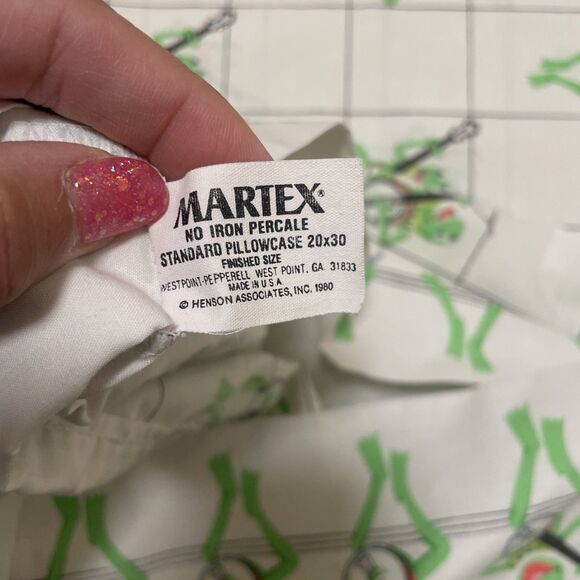 MARTEX®
NO IRON PERCALE
STANDARD PILLOWCASE 20x30
FINISHED SIZE
WESTPOINT-PEPPERELL WEST POINT, GA 31833
MADE IN U.S.A.
© HENSON ASSOCIATES, INC. 1980